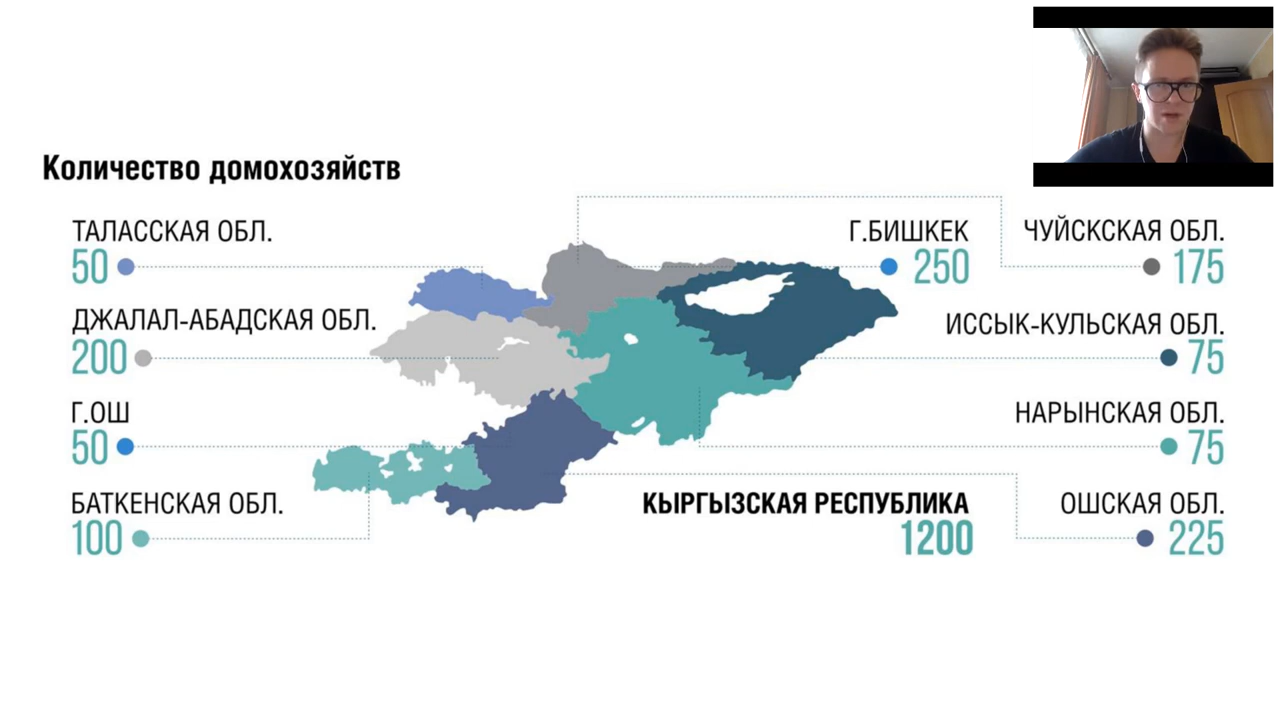 Количество домохозяйств
ТАЛАССКАЯ ОБЛ.
50
ДЖАЛАЛ-АБАДСКАЯ ОБЛ.
200
Г.ОШ
50
БАТКЕНСКАЯ ОБЛ.
100
Г.БИШКЕК
250
ЧУЙСКСКАЯ ОБЛ.
175
ИССЫК-КУЛЬСКАЯ ОБЛ.
75
НАРЫНСКАЯ ОБЛ.
75
КЫРГЫЗСКАЯ РЕСПУБЛИКА
1200
ОШСКАЯ ОБЛ.
225